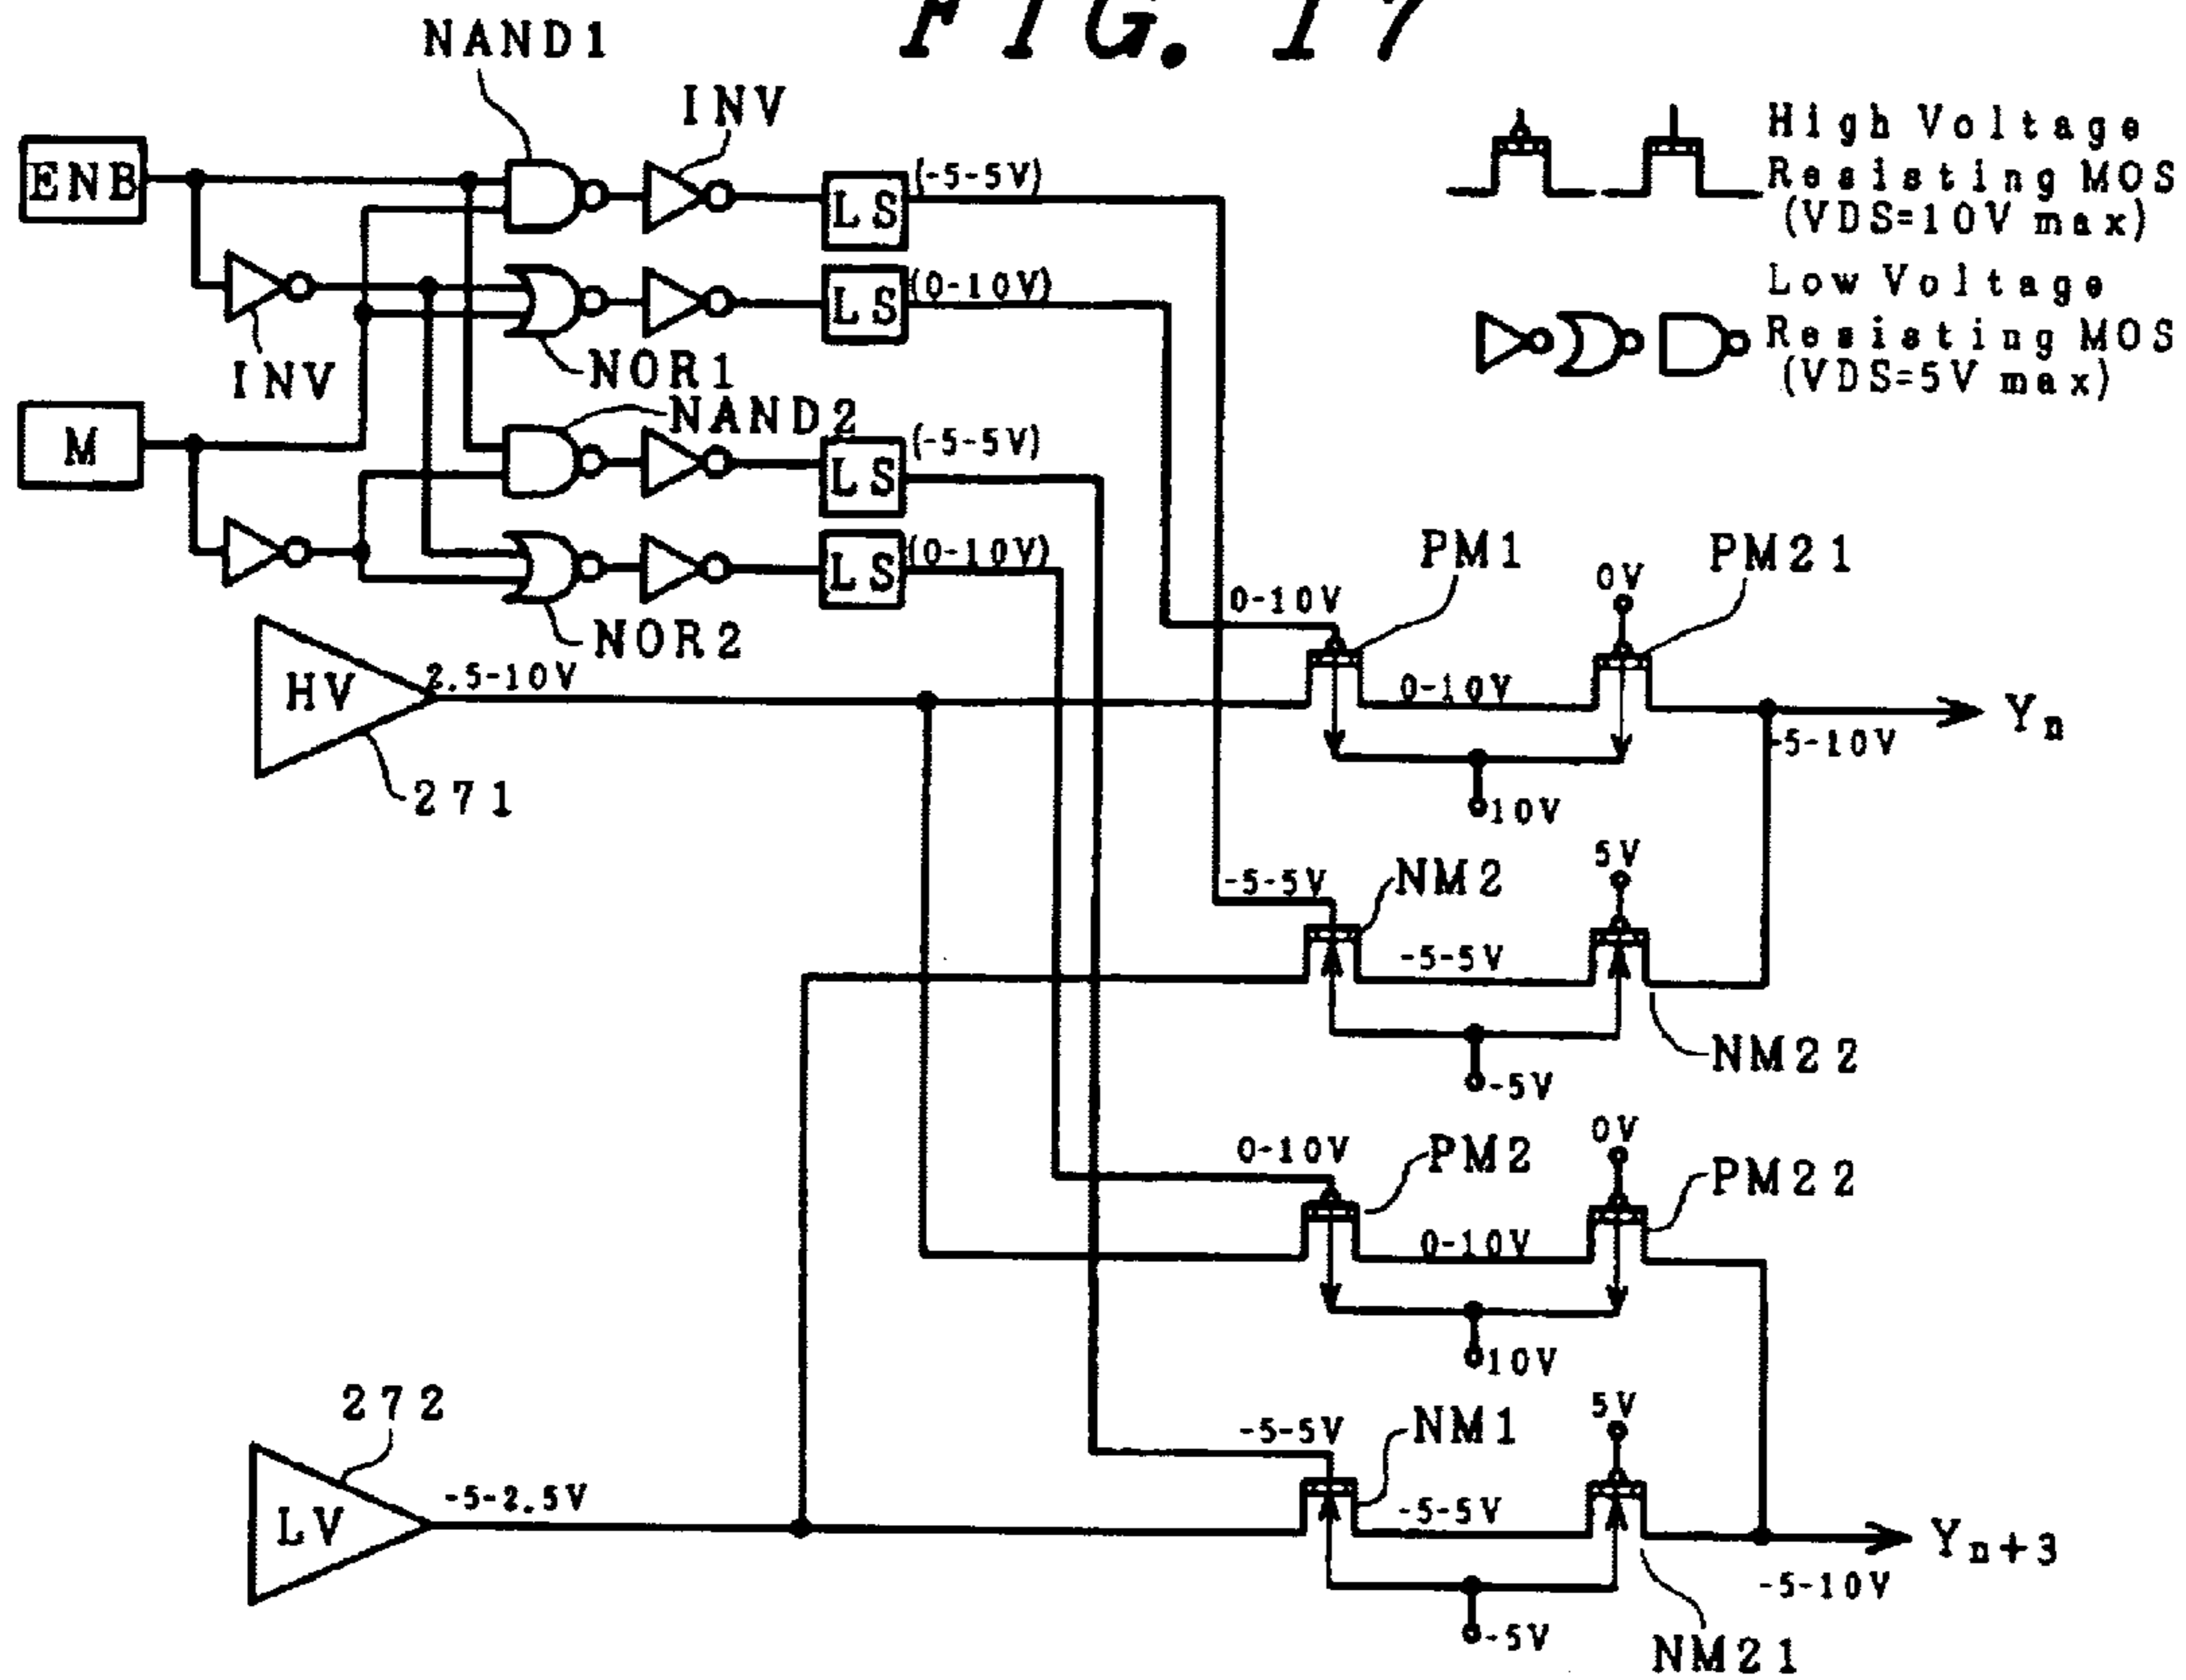 FIG. 17
NAND1
INV
ENB
LS
(-5-5V)
High Voltage
Resisting MOS
(VDS=10V max)
LS
(0-10V)
INV
NOR1
Low Voltage
Resisting MOS
(VDS=5V max)
M
NAND2
LS
(-5-5V)
LS
(0-10V)
NOR2
HV
2.5-10V
271
0-10V
PM1
0V
PM21
0-10V
Yn
-5-10V
10V
-5-5V
NM2
5V
-5-5V
NM22
-5V
0-10V
PM2
0V
PM22
0-10V
10V
272
LV
-5-2.5V
-5-5V
NM1
5V
-5-5V
Yn+3
-5-10V
-5V
NM21